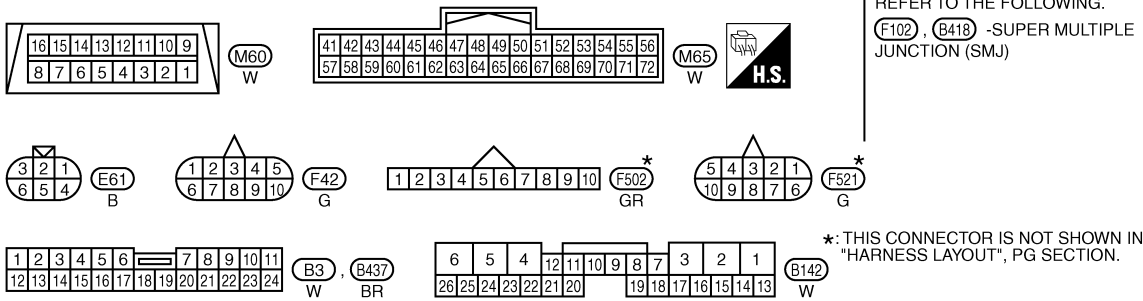 REFER TO THE FOLLOWING.
F102 , B418 -SUPER MULTIPLE
JUNCTION (SMJ)
16 15 14 13 12 11 10 9
8 7 6 5 4 3 2 1
M60
W
41 42 43 44 45 46 47 48 49 50 51 52 53 54 55 56
57 58 59 60 61 62 63 64 65 66 67 68 69 70 71 72
M65
W
H.S.
3 2 1
6 5 4
E61
B
1 2 3 4 5
6 7 8 9 10
F42
G
1 2 3 4 5 6 7 8 9 10
*
F502
GR
5 4 3 2 1
10 9 8 7 6
*
F521
G
1 2 3 4 5 6 7 8 9 10 11
12 13 14 15 16 17 18 19 20 21 22 23 24
B3 , B437
W BR
6 5 4 12 11 10 9 8 7 3 2 1
26 25 24 23 22 21 20 19 18 17 16 15 14 13
B142
W
*: THIS CONNECTOR IS NOT SHOWN IN
"HARNESS LAYOUT", PG SECTION.